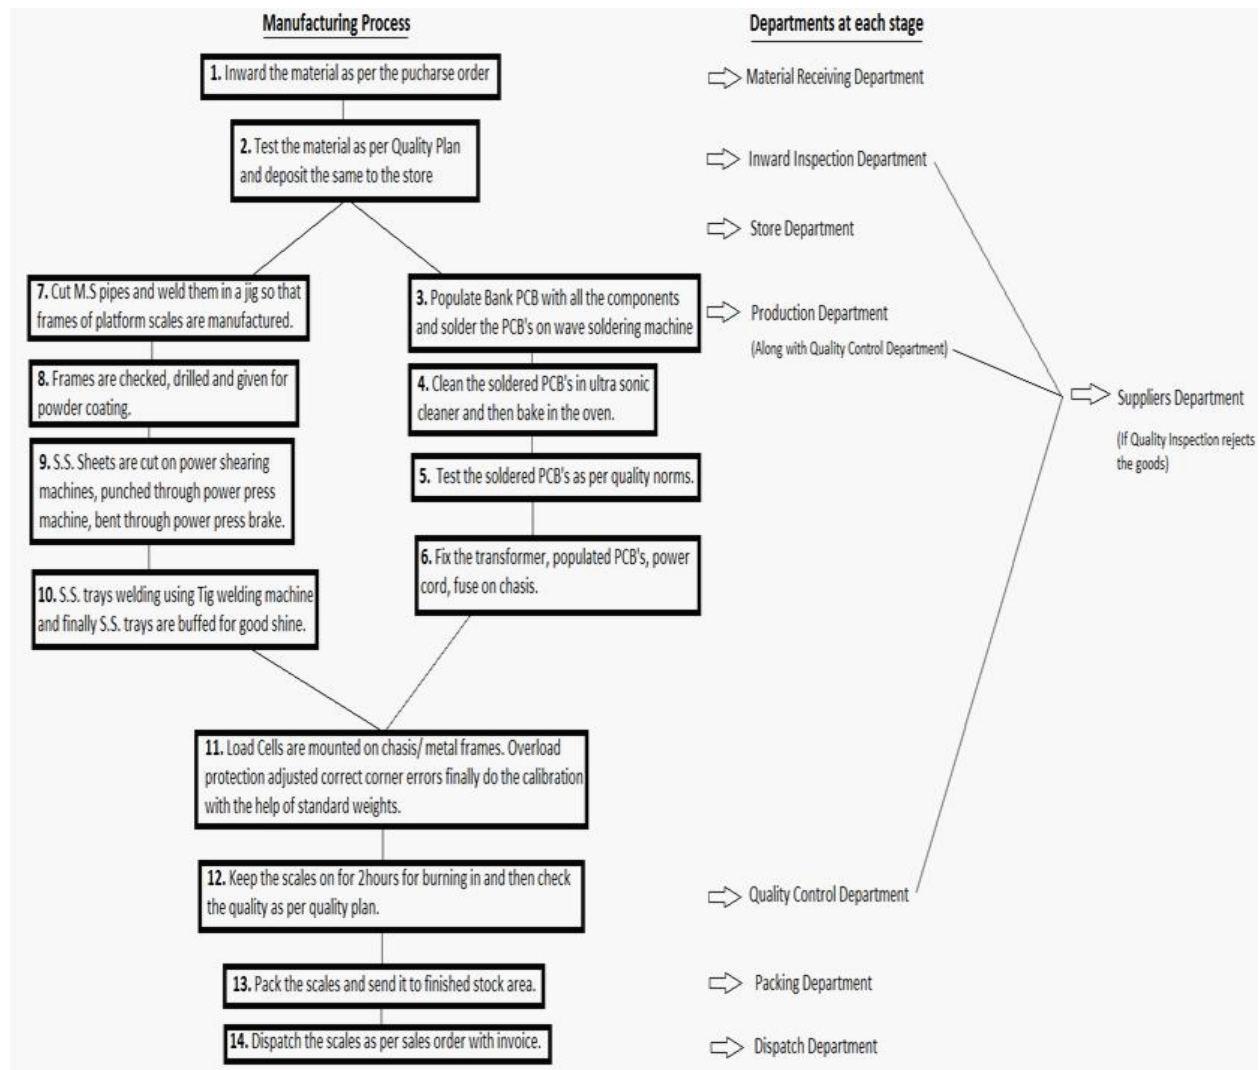 Manufacturing Process
1. Inward the material as per the pucharse order
2. Test the material as per Quality Plan
and deposit the same to the store
7. Cut M.S pipes and weld them in a jig so that
frames of platform scales are manufactured.
8. Frames are checked, drilled and given for
powder coating.
9. S.S. Sheets are cut on power shearing
machines, punched through power press
machine, bent through power press brake.
10. S.S. trays welding using Tig welding machine
and finally S.S. trays are buffed for good shine.
3. Populate Bank PCB with all the components
and solder the PCB's on wave soldering machine
4. Clean the soldered PCB's in ultra sonic
cleaner and then bake in the oven.
5. Test the soldered PCB's as per quality norms.
6. Fix the transformer, populated PCB's, power
cord, fuse on chasis.
11. Load Cells are mounted on chasis/ metal frames. Overload
protection adjusted correct corner errors finally do the calibration
with the help of standard weights.
12. Keep the scales on for 2hours for burning in and then check
the quality as per quality plan.
13. Pack the scales and send it to finished stock area.
14. Dispatch the scales as per sales order with invoice.
Departments at each stage
Material Receiving Department
Inward Inspection Department
Store Department
Production Department
(Along with Quality Control Department)
Suppliers Department
(If Quality Inspection rejects
the goods)
Quality Control Department
Packing Department
Dispatch Department